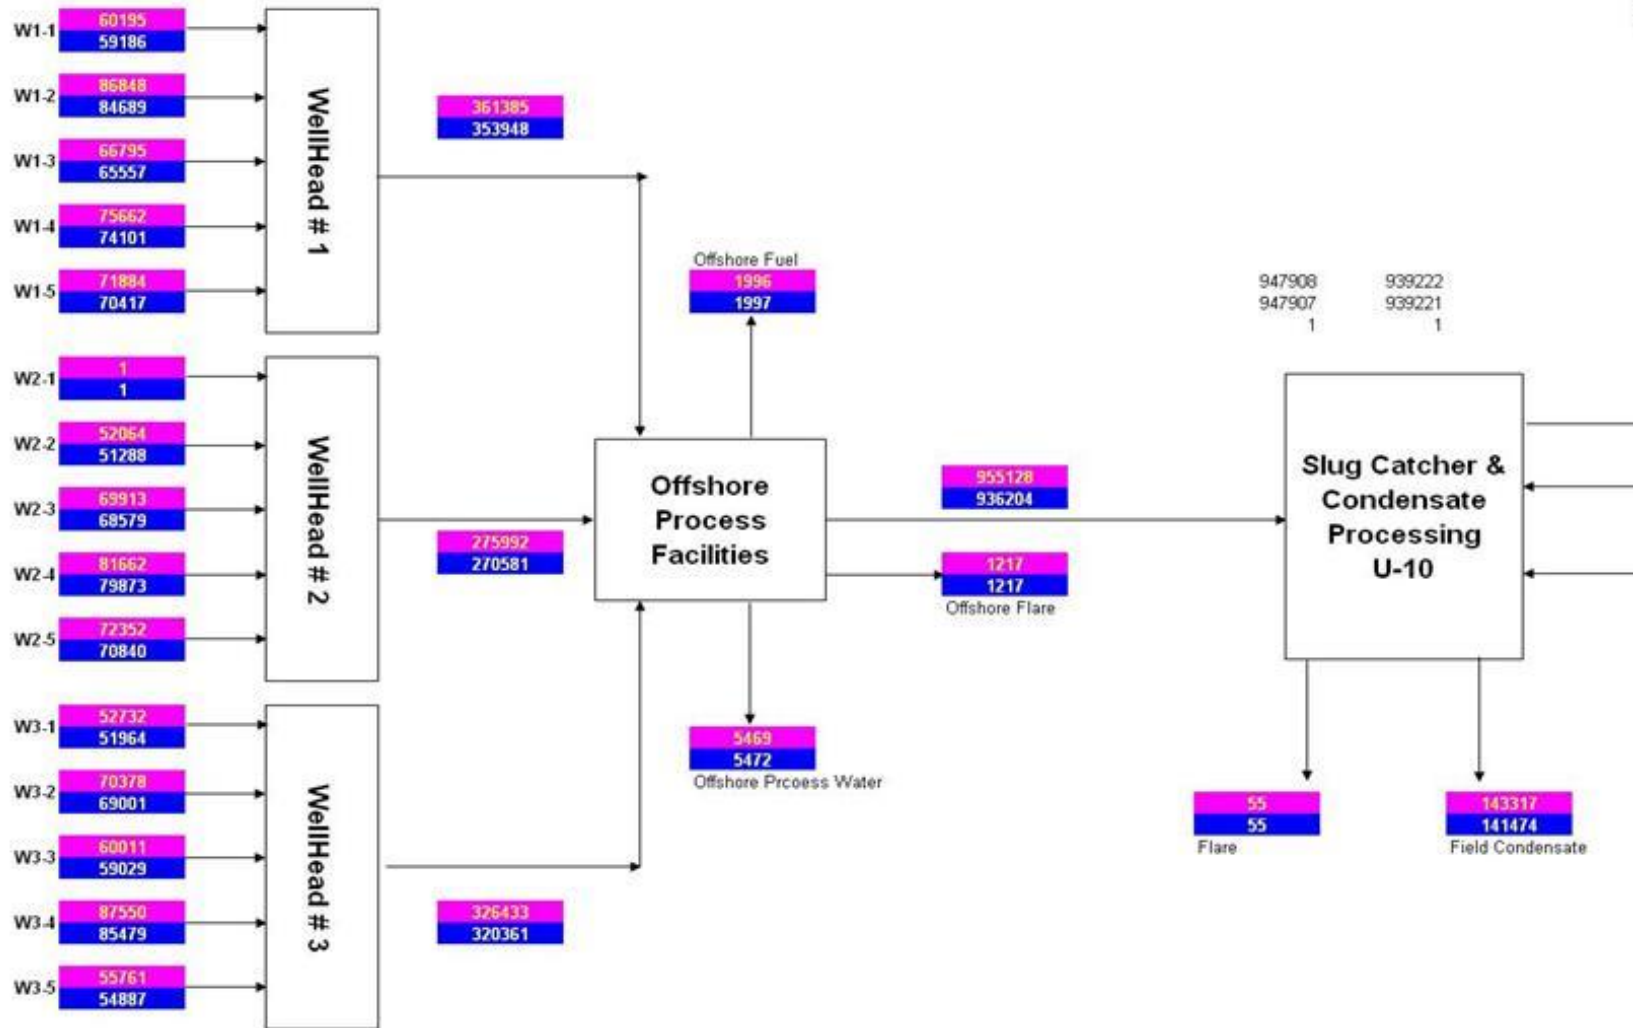 W1-1
60195
59186
W1-2
86848
84689
W1-3
66795
65557
W1-4
75662
74101
W1-5
71884
70417
WellHead # 1
361385
353948
W2-1
1
1
W2-2
52064
51288
W2-3
69913
68579
W2-4
81662
79873
W2-5
72352
70840
WellHead # 2
275992
270581
W3-1
52732
51964
W3-2
70378
69001
W3-3
60011
59029
W3-4
87550
85479
W3-5
55761
54887
WellHead # 3
326433
320361
Offshore Fuel
1996
1997
Offshore
Process
Facilities
955128
936204
1217
1217
Offshore Flare
5469
5472
Offshore Prcoess Water
947908 939222
947907 939221
1 1
Slug Catcher &
Condensate
Processing
U-10
55
55
Flare
143317
141474
Field Condensate